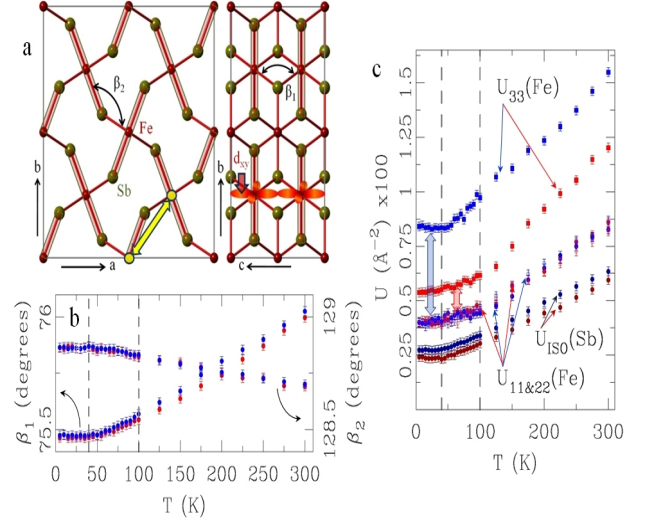 a
β2
Fe
Sb
b
a
β1
dxy
b
c
b
76
75.5
129
128.5
β1 (degrees)
β2 (degrees)
0 50 100 150 200 250 300
T (K)
c
1.5
1.25
1
0.75
0.5
0.25
U (Å⁻²) x100
U33(Fe)
UISO(Sb)
U11&22(Fe)
0 50 100 150 200 250 300
T (K)